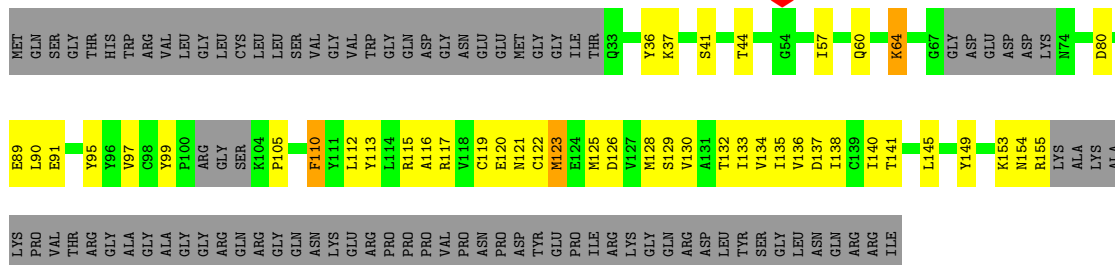 MET GLN SER GLY THR HIS TRP ARG VAL LEU GLY LEU CYS LEU LEU SER VAL GLY VAL TRP GLY GLN ASP GLY ASN GLU GLU MET GLY GLY ILE THR Q33 Y36 K37 S41 T44 G54 I57 Q60 K64 G67 GLY ASP GLU ASP ASP LYS N74 D80
E89 L90 E91 Y95 Y96 V97 C98 Y99 P100 ARG GLY SER K104 P105 F110 Y111 L112 Y113 L114 R115 A116 R117 V118 C119 E120 N121 C122 M123 E124 M125 D126 V127 M128 S129 V130 A131 T132 I133 V134 I135 V136 D137 I138 C139 I140 T141 L145 Y149 K153 N154 R155 LYS ALA LYS ALA
LYS PRO VAL THR ARG GLY ALA GLY ALA GLY GLY ARG GLN ARG GLY GLN ASN LYS GLU ARG PRO PRO PRO VAL PRO ASN PRO ASP TYR GLU PRO ILE ARG LYS GLY GLN ARG ASP LEU TYR SER GLY LEU ASN GLN ARG ARG ILE